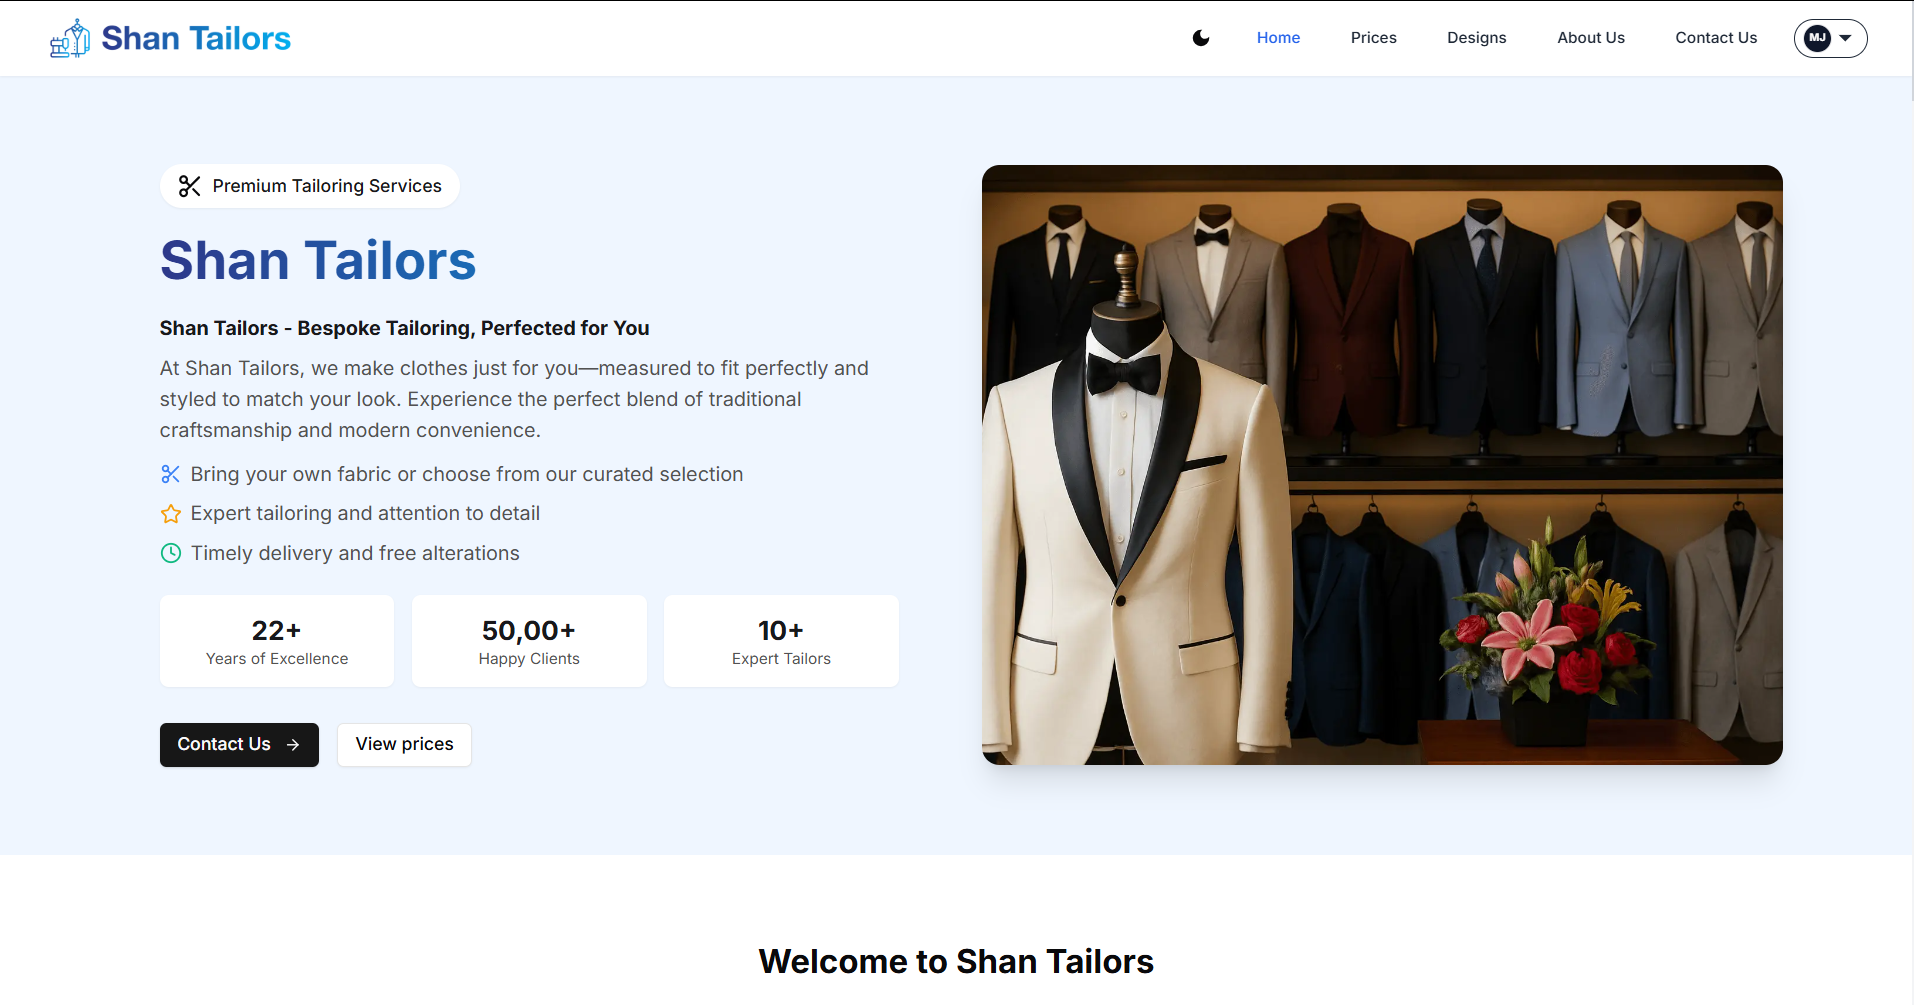 Shan Tailors
Home
Prices
Designs
About Us
Contact Us
MJ
Premium Tailoring Services
Shan Tailors
Shan Tailors - Bespoke Tailoring, Perfected for You
At Shan Tailors, we make clothes just for you—measured to fit perfectly and
styled to match your look. Experience the perfect blend of traditional
craftsmanship and modern convenience.
Bring your own fabric or choose from our curated selection
Expert tailoring and attention to detail
Timely delivery and free alterations
22+
Years of Excellence
50,00+
Happy Clients
10+
Expert Tailors
Contact Us →
View prices
Welcome to Shan Tailors